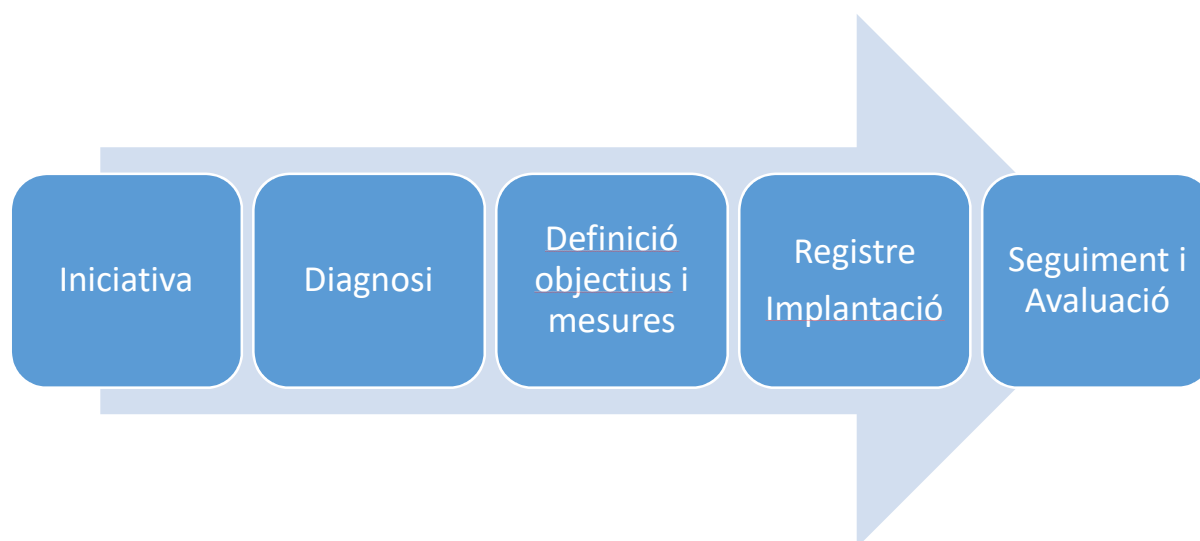 Iniciativa
Diagnosi
Definició
objectius i
mesures
Registre
Implantació
Seguiment i
Avaluació